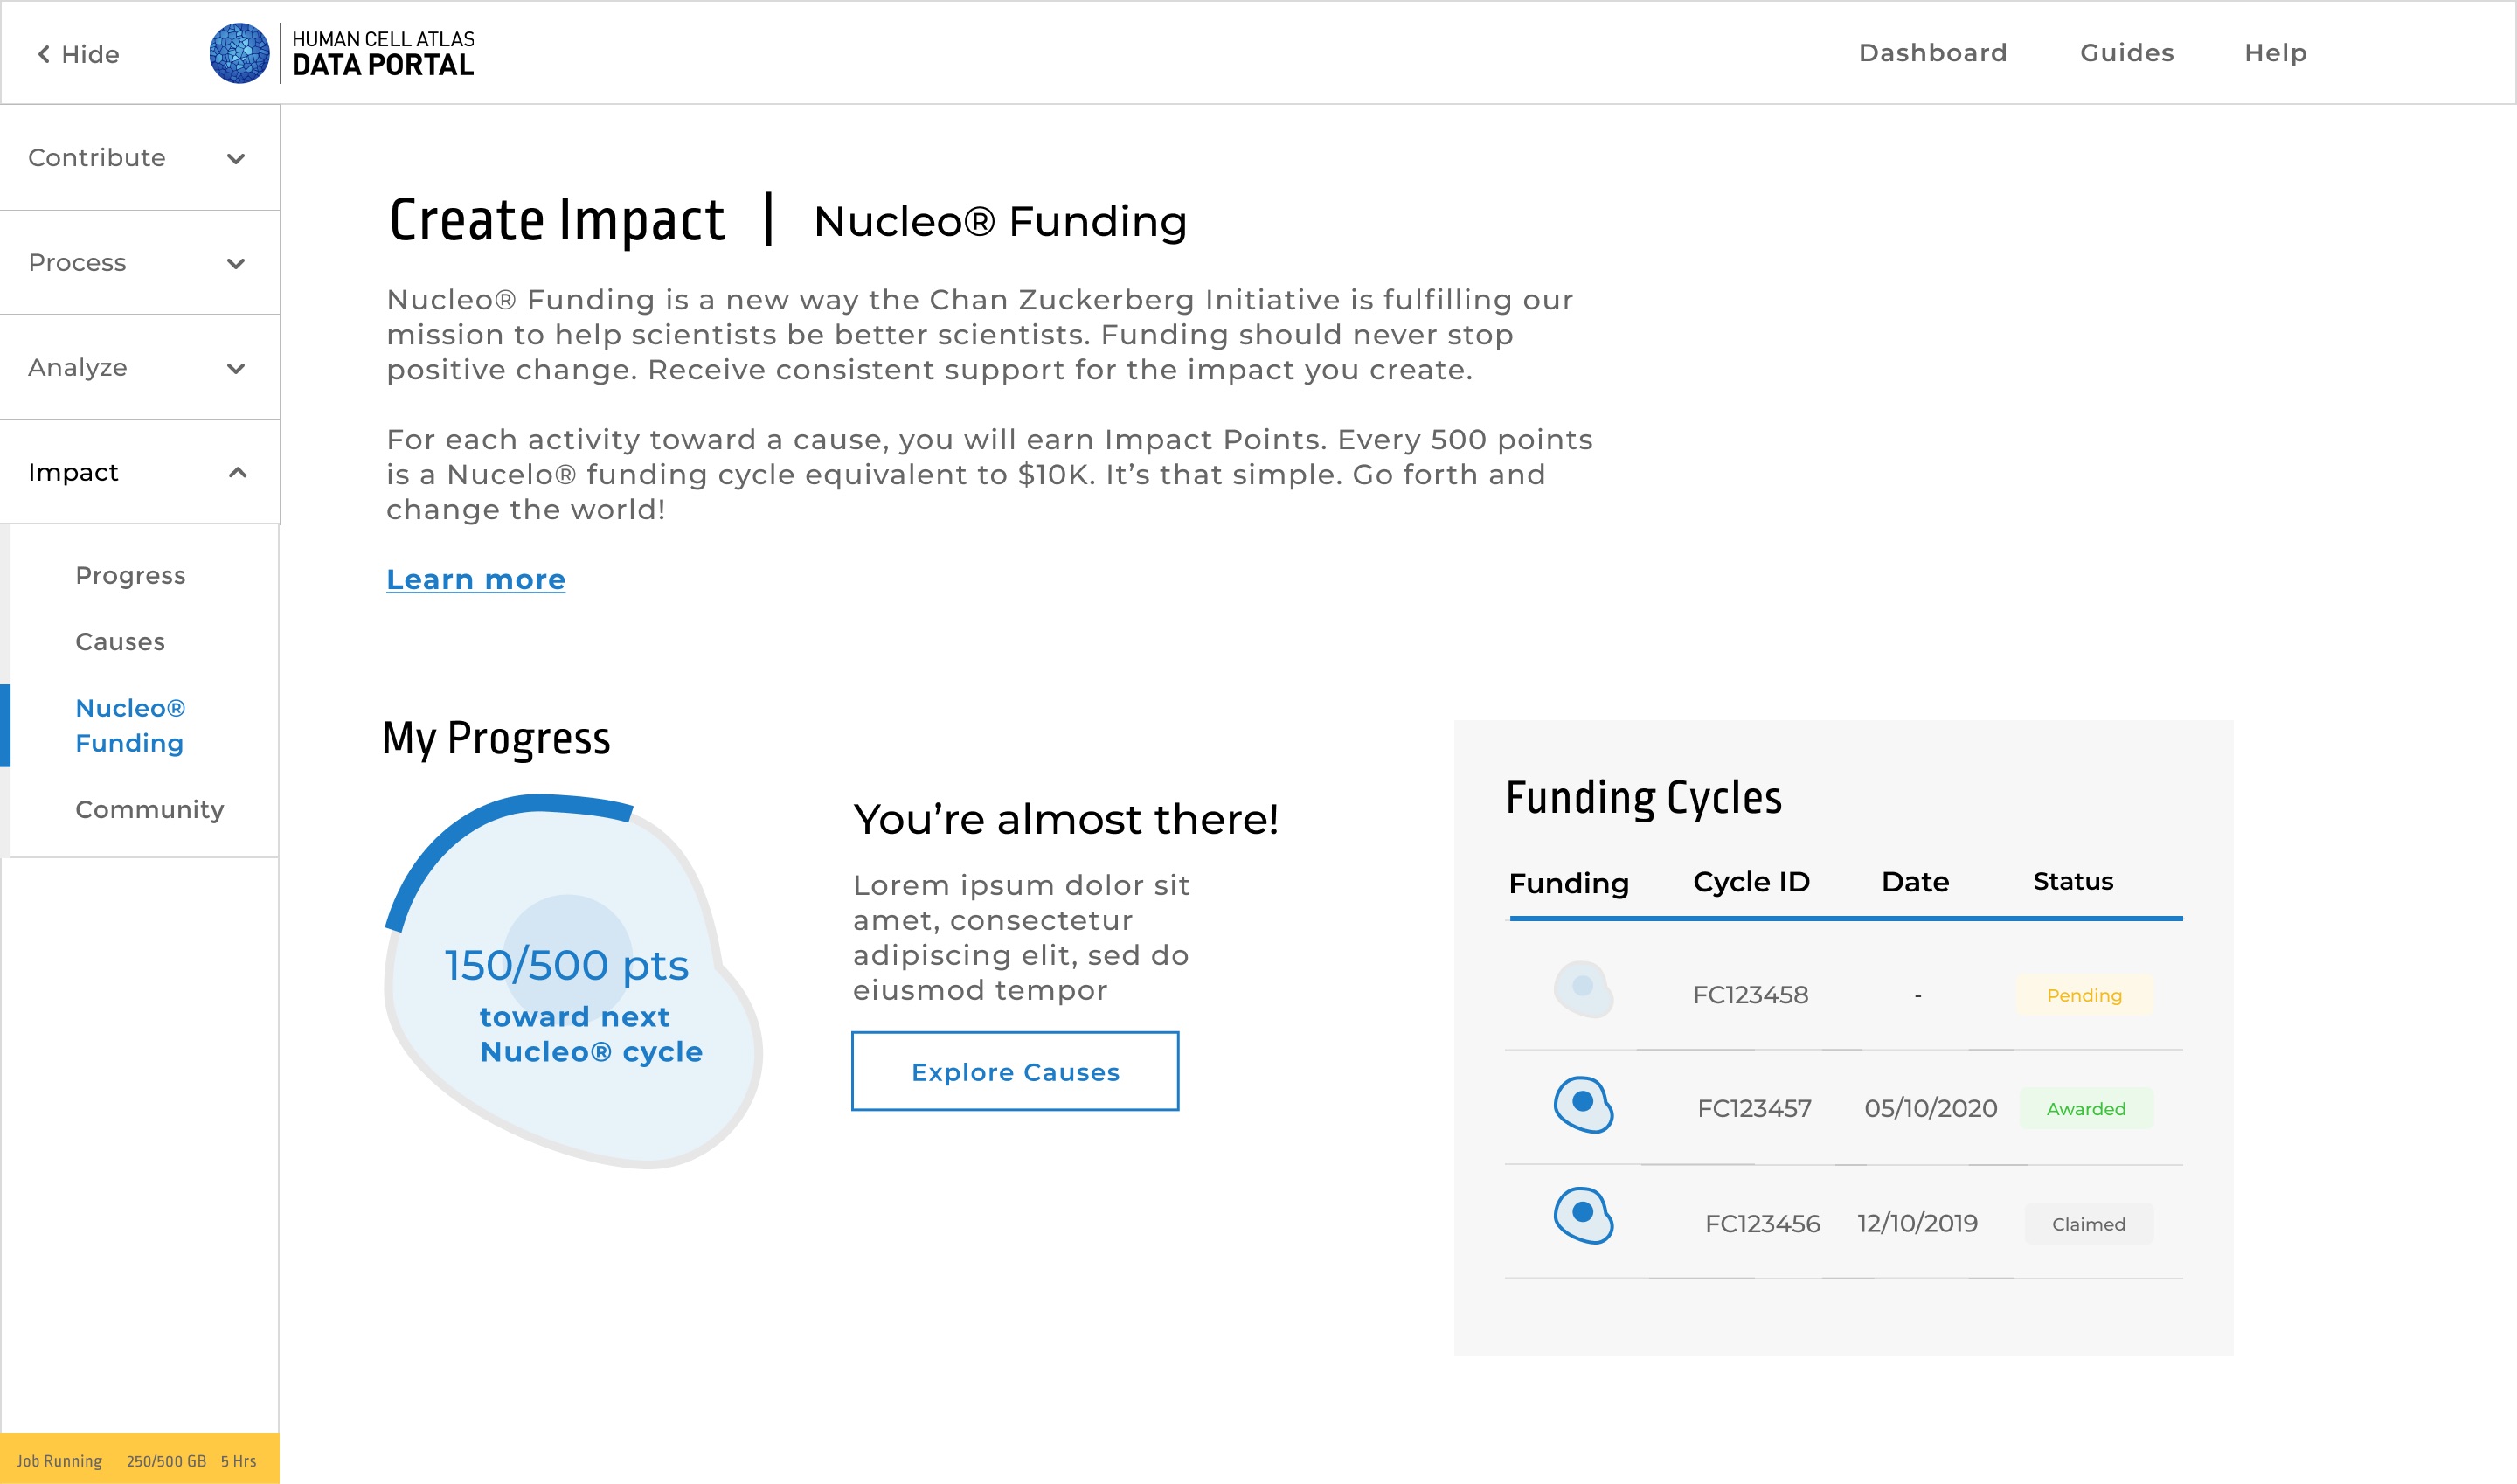 Hide
HUMAN CELL ATLAS
DATA PORTAL
Dashboard
Guides
Help
Contribute
Process
Analyze
Impact
Progress
Causes
Nucleo®
Funding
Community
Job Running 250/500 GB 5 Hrs
Create Impact | Nucleo® Funding
Nucleo® Funding is a new way the Chan Zuckerberg Initiative is fulfilling our
mission to help scientists be better scientists. Funding should never stop
positive change. Receive consistent support for the impact you create.
For each activity toward a cause, you will earn Impact Points. Every 500 points
is a Nucelo® funding cycle equivalent to $10K. It’s that simple. Go forth and
change the world!
Learn more
My Progress
150/500 pts
toward next
Nucleo® cycle
You’re almost there!
Lorem ipsum dolor sit
amet, consectetur
adipiscing elit, sed do
eiusmod tempor
Explore Causes
Funding Cycles
Funding Cycle ID Date Status
FC123458 - Pending
FC123457 05/10/2020 Awarded
FC123456 12/10/2019 Claimed